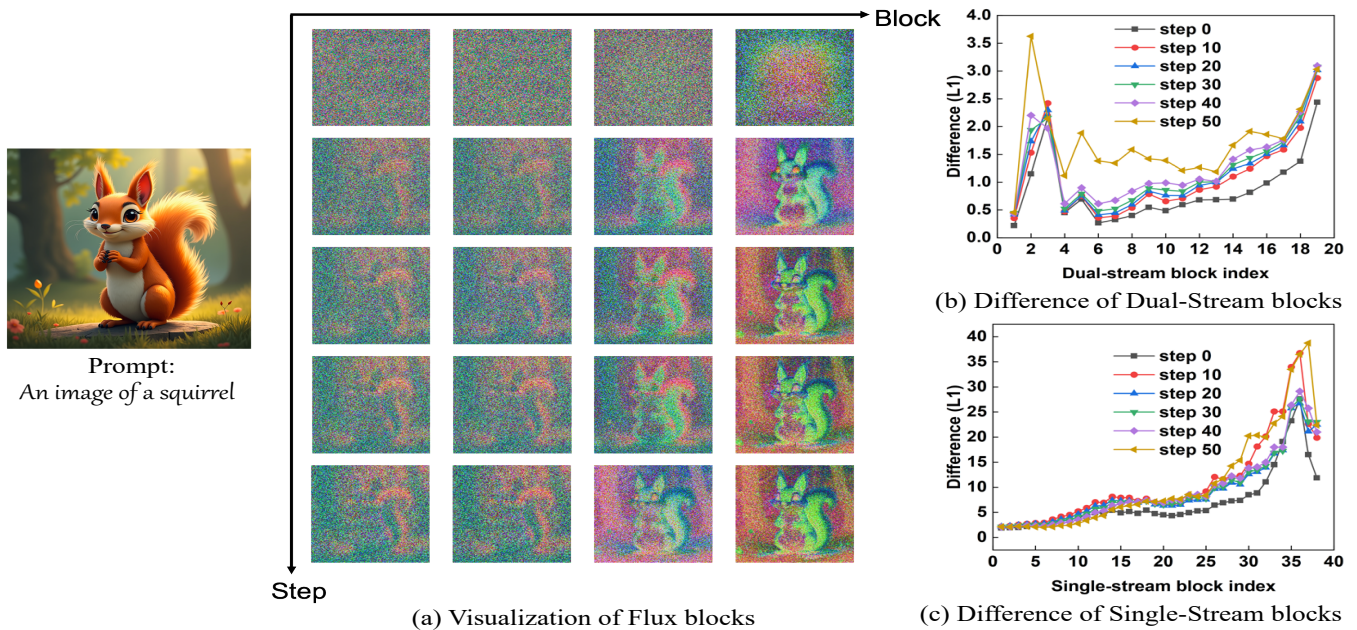 Block
Prompt:
An image of a squirrel
Step
(a) Visualization of Flux blocks
4.0
3.5
3.0
2.5
2.0
1.5
1.0
0.5
0.0
Difference (L1)
step 0
step 10
step 20
step 30
step 40
step 50
0 2 4 6 8 10 12 14 16 18 20
Dual-stream block index
(b) Difference of Dual-Stream blocks
40
35
30
25
20
15
10
5
0
Difference (L1)
step 0
step 10
step 20
step 30
step 40
step 50
0 5 10 15 20 25 30 35 40
Single-stream block index
(c) Difference of Single-Stream blocks